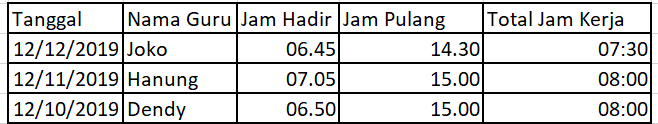 Tanggal Nama Guru Jam Hadir Jam Pulang Total Jam Kerja
12/12/2019 Joko 06.45 14.30 07:30
12/11/2019 Hanung 07.05 15.00 08:00
12/10/2019 Dendy 06.50 15.00 08:00